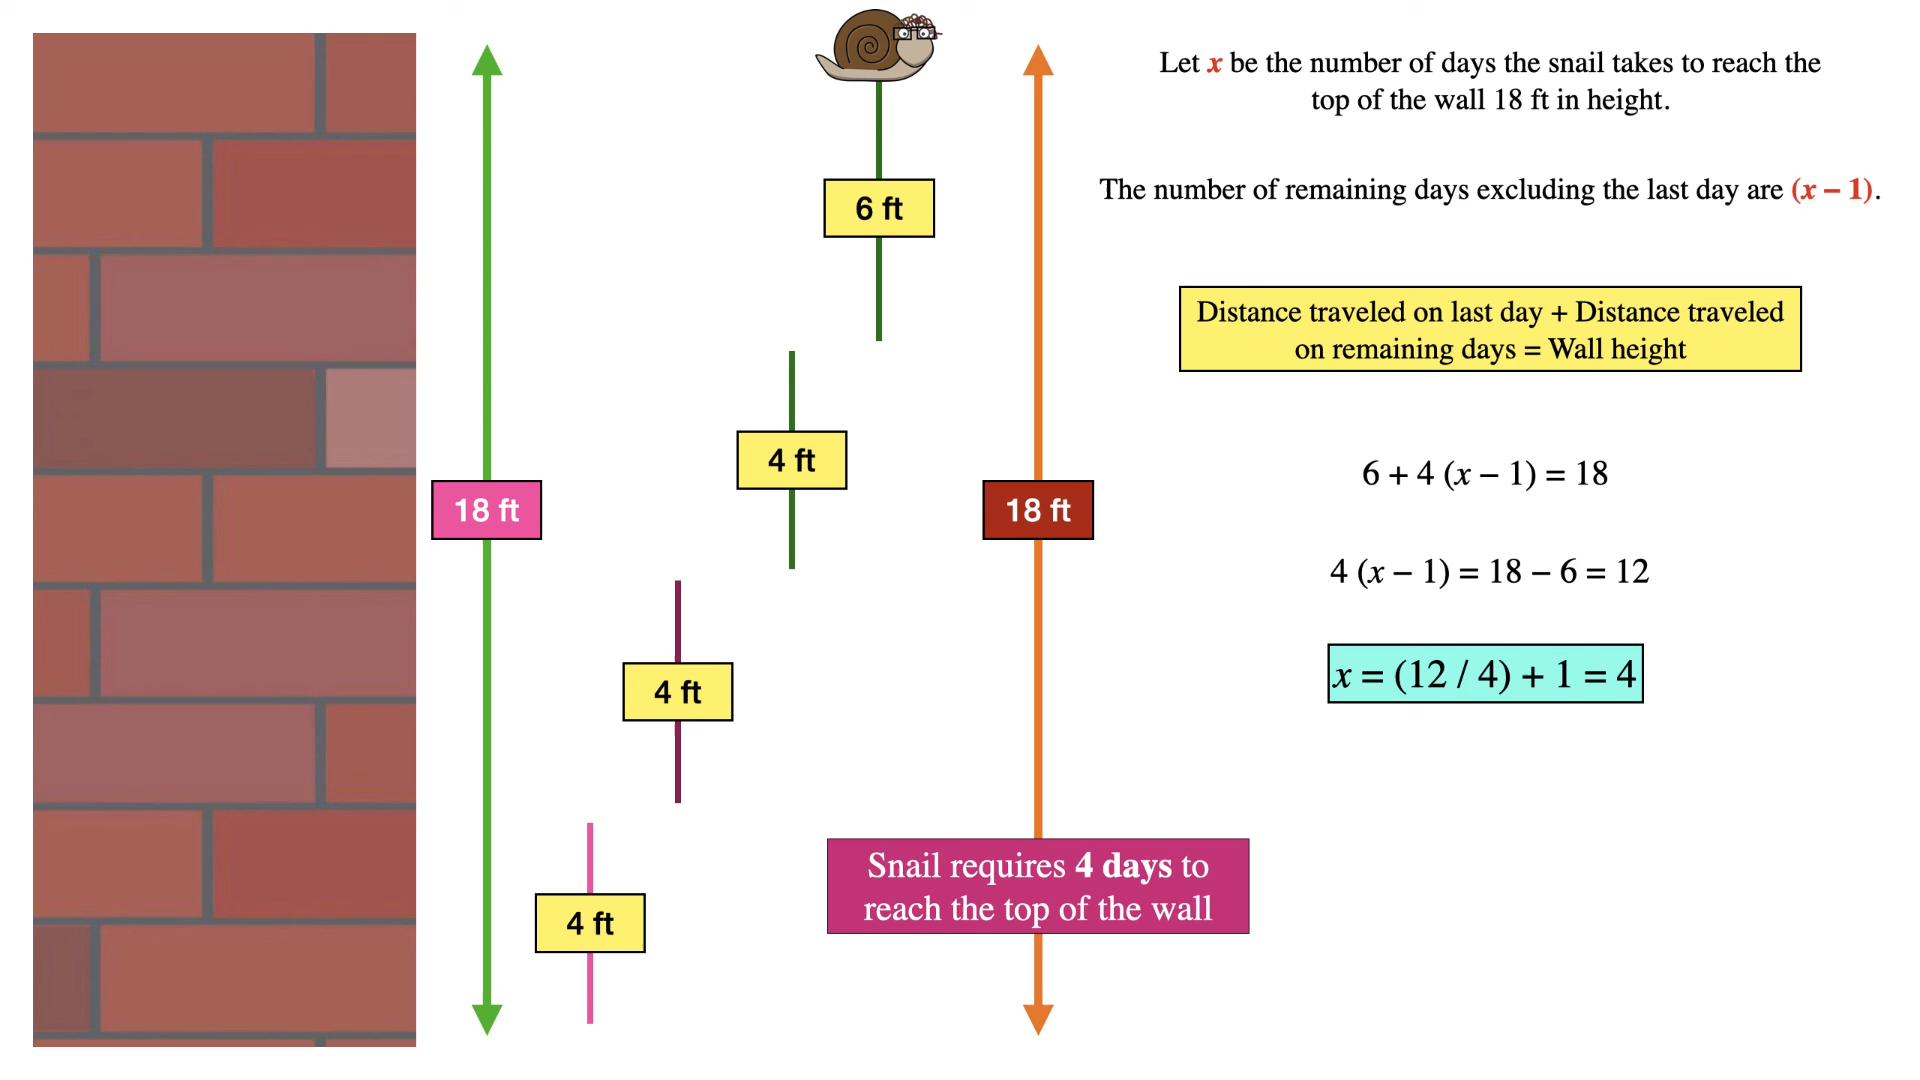 Let x be the number of days the snail takes to reach the
top of the wall 18 ft in height.
The number of remaining days excluding the last day are (x – 1).
6 ft
Distance traveled on last day + Distance traveled
on remaining days = Wall height
4 ft
6 + 4 (x – 1) = 18
18 ft
18 ft
4 (x – 1) = 18 – 6 = 12
4 ft
x = (12 / 4) + 1 = 4
Snail requires 4 days to
reach the top of the wall
4 ft